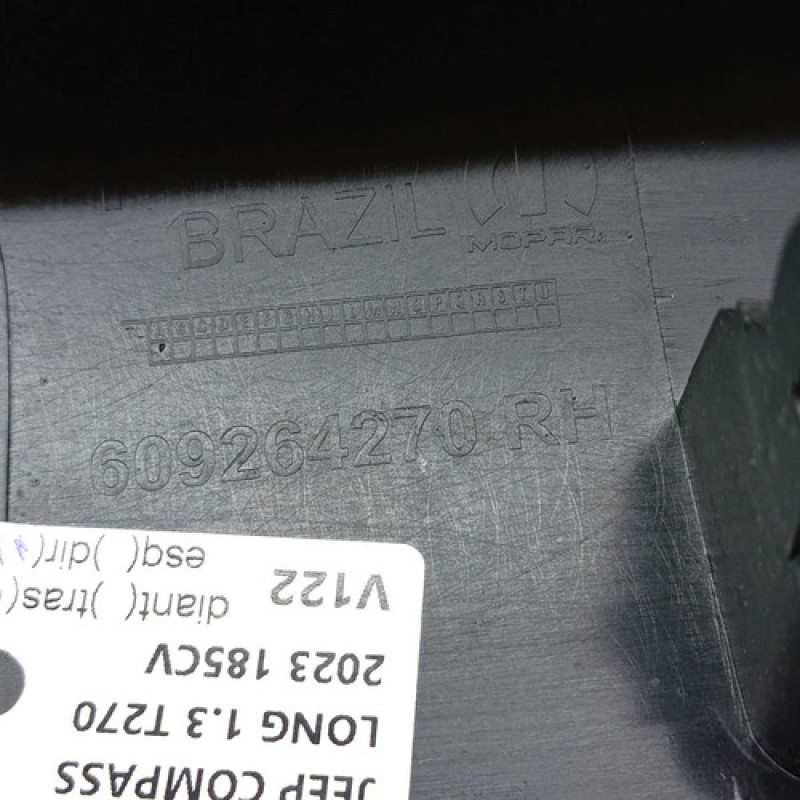 BRAZIL MOPAR
609264270 RH
JEEP COMPASS
LONG 1.3 T270
2023 185CV
V122
diant( )tras(
esq( )dir(